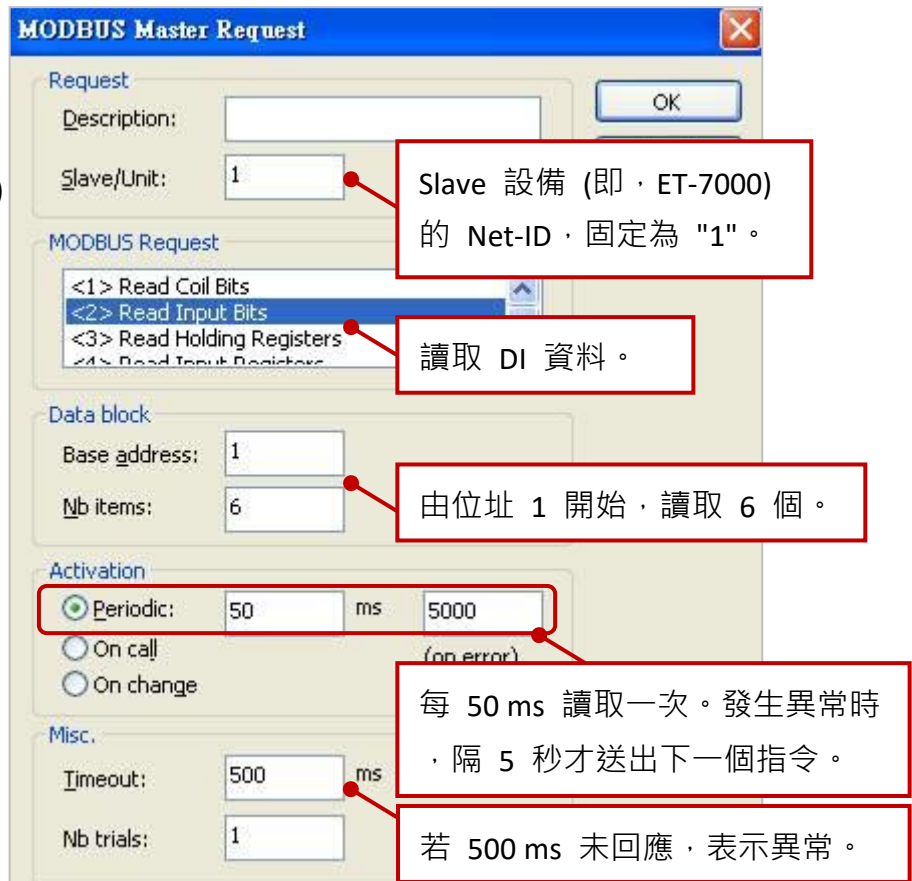 MODBUS Master Request
Request
Description:
OK
Slave/Unit:
1
)
Slave 設備 (即，ET-7000)
的 Net-ID，固定為 "1"。
MODBUS Request
<1> Read Coil Bits
<2> Read Input Bits
<3> Read Holding Registers
<4> Read Input Registers
讀取 DI 資料。
Data block
Base address:
1
Nb items:
6
由位址 1 開始，讀取 6 個。
Activation
Periodic:
50
ms
5000
On call
(on error)
On change
每 50 ms 讀取一次。發生異常時
，隔 5 秒才送出下一個指令。
Misc.
Timeout:
500
ms
Nb trials:
1
若 500 ms 未回應，表示異常。